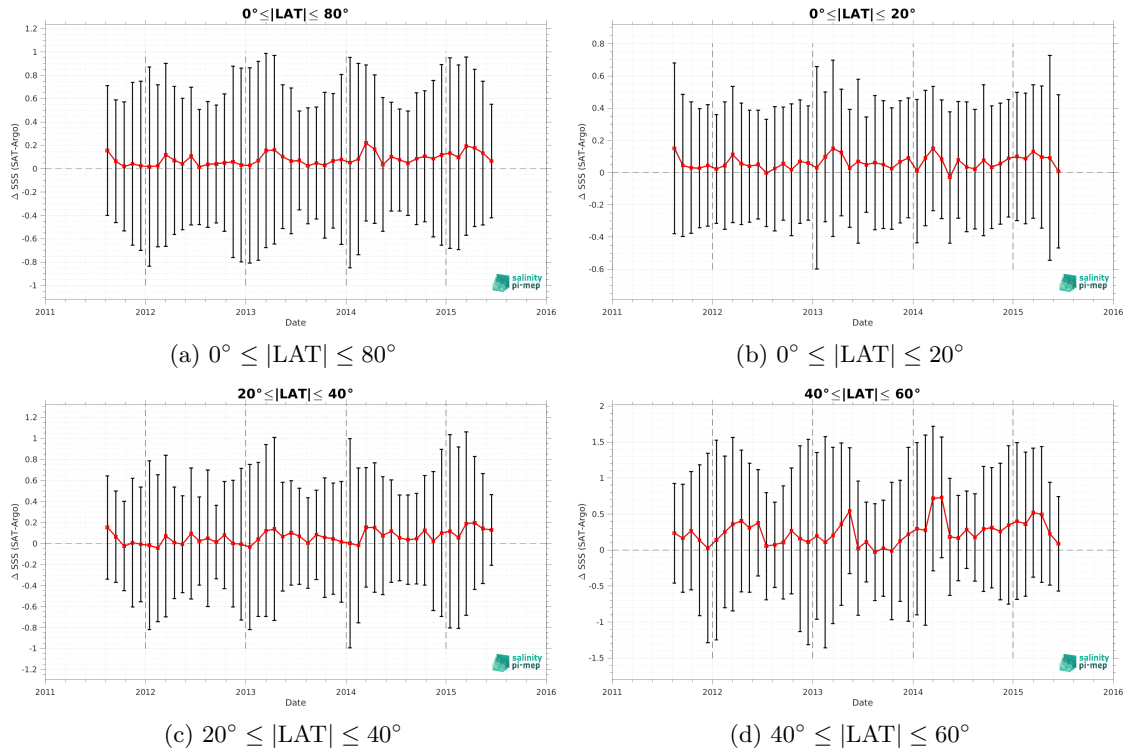 0°≤|LAT|≤ 80°
1.2
1
0.8
0.6
0.4
0.2
0
0.2
0.4
0.6
0.8
-1
Δ SSS (SAT-Argo)
2011 2012 2013 2014 2015 2016
Date
salinity
pi-mep
(a) 0° ≤ |LAT| ≤ 80°
0°≤|LAT|≤ 20°
0.8
0.6
0.4
0.2
0
-0.2
-0.4
-0.6
Δ SSS (SAT-Argo)
2011 2012 2013 2014 2015 2016
Date
salinity
pi-mep
(b) 0° ≤ |LAT| ≤ 20°
20°≤|LAT|≤ 40°
1.2
1
0.8
0.6
0.4
0.2
0
0.2
0.4
0.6
0.8
-1
-1.2
Δ SSS (SAT-Argo)
2011 2012 2013 2014 2015 2016
Date
salinity
pi-mep
(c) 20° ≤ |LAT| ≤ 40°
40°≤|LAT|≤ 60°
2
1.5
1
0.5
0
-0.5
-1
-1.5
Δ SSS (SAT-Argo)
2011 2012 2013 2014 2015 2016
Date
salinity
pi-mep
(d) 40° ≤ |LAT| ≤ 60°